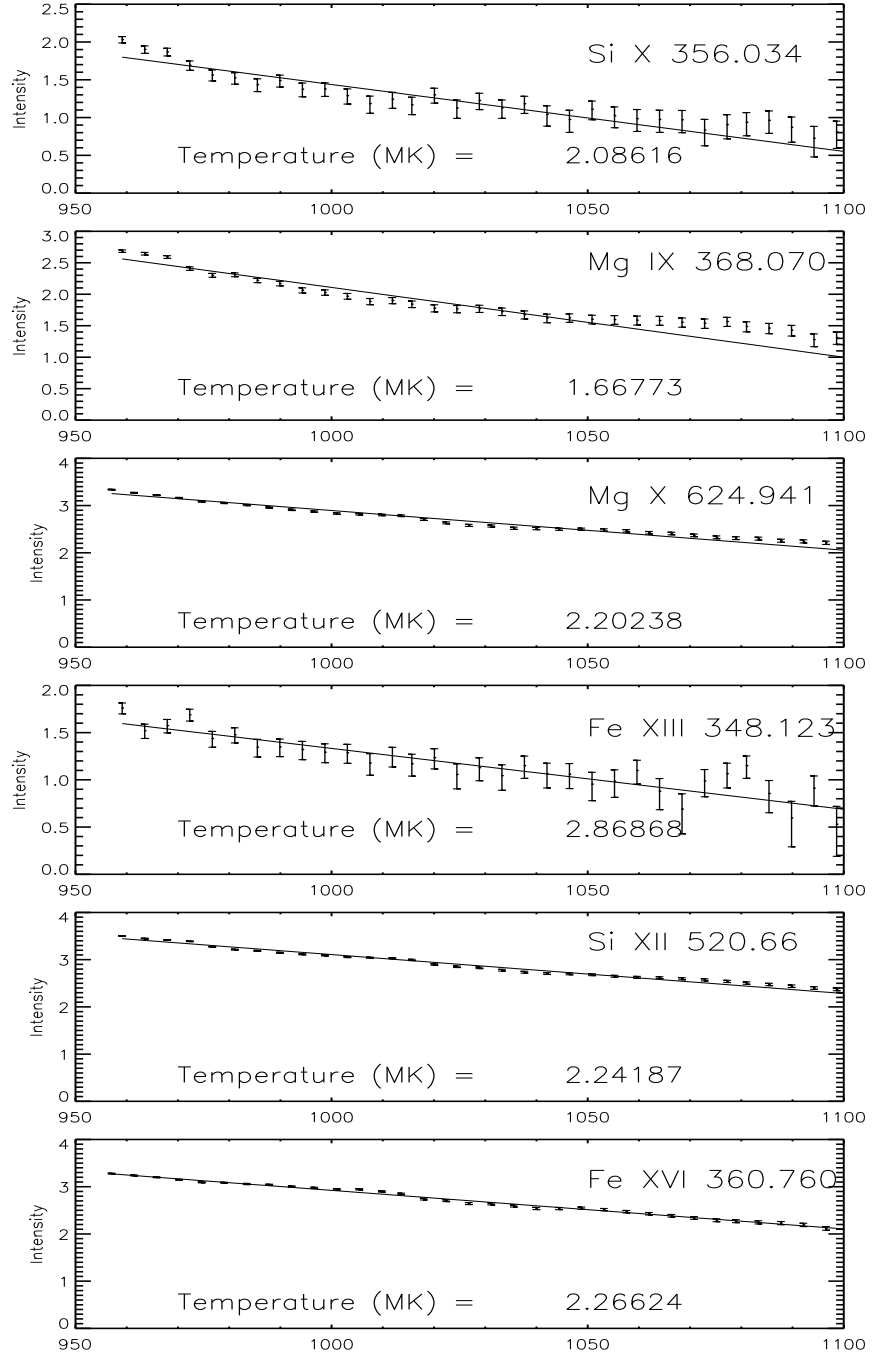 2.5
Si X 356.034
2.0
1.5
Intensity
1.0
0.5
Temperature (MK) = 2.08616
0.0
950 1000 1050 1100
3.0
Mg IX 368.070
2.5
2.0
1.5
Intensity
1.0
0.5
Temperature (MK) = 1.66773
0.0
950 1000 1050 1100
4
Mg X 624.941
3
2
Intensity
1
Temperature (MK) = 2.20238
0
950 1000 1050 1100
2.0
Fe XIII 348.123
1.5
1.0
Intensity
0.5
Temperature (MK) = 2.86868
0.0
950 1000 1050 1100
4
Si XII 520.66
3
2
Intensity
1
Temperature (MK) = 2.24187
0
950 1000 1050 1100
4
Fe XVI 360.760
3
2
Intensity
1
Temperature (MK) = 2.26624
0
950 1000 1050 1100